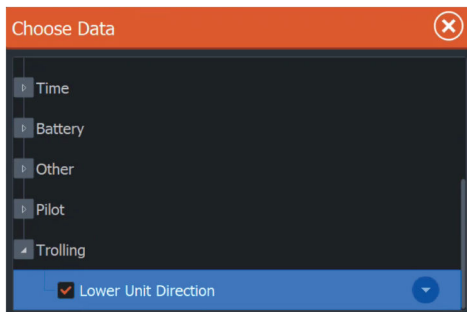 Choose Data
Time
Battery
Other
Pilot
Trolling
Lower Unit Direction